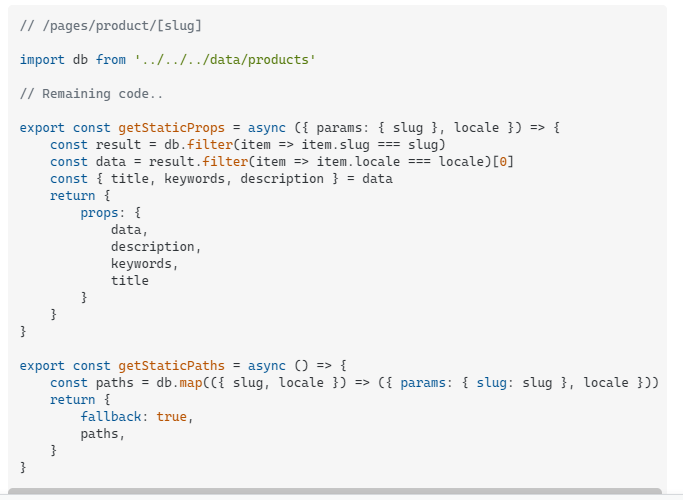 // /pages/product/[slug]
import db from '../../../data/products'
// Remaining code..
export const getStaticProps = async ({ params: { slug }, locale }) => {
    const result = db.filter(item => item.slug === slug)
    const data = result.filter(item => item.locale === locale)[0]
    const { title, keywords, description } = data
    return {
        props: {
            data,
            description,
            keywords,
            title
        }
    }
}
export const getStaticPaths = async () => {
    const paths = db.map(({ slug, locale }) => ({ params: { slug: slug }, locale }))
    return {
        fallback: true,
        paths,
    }
}